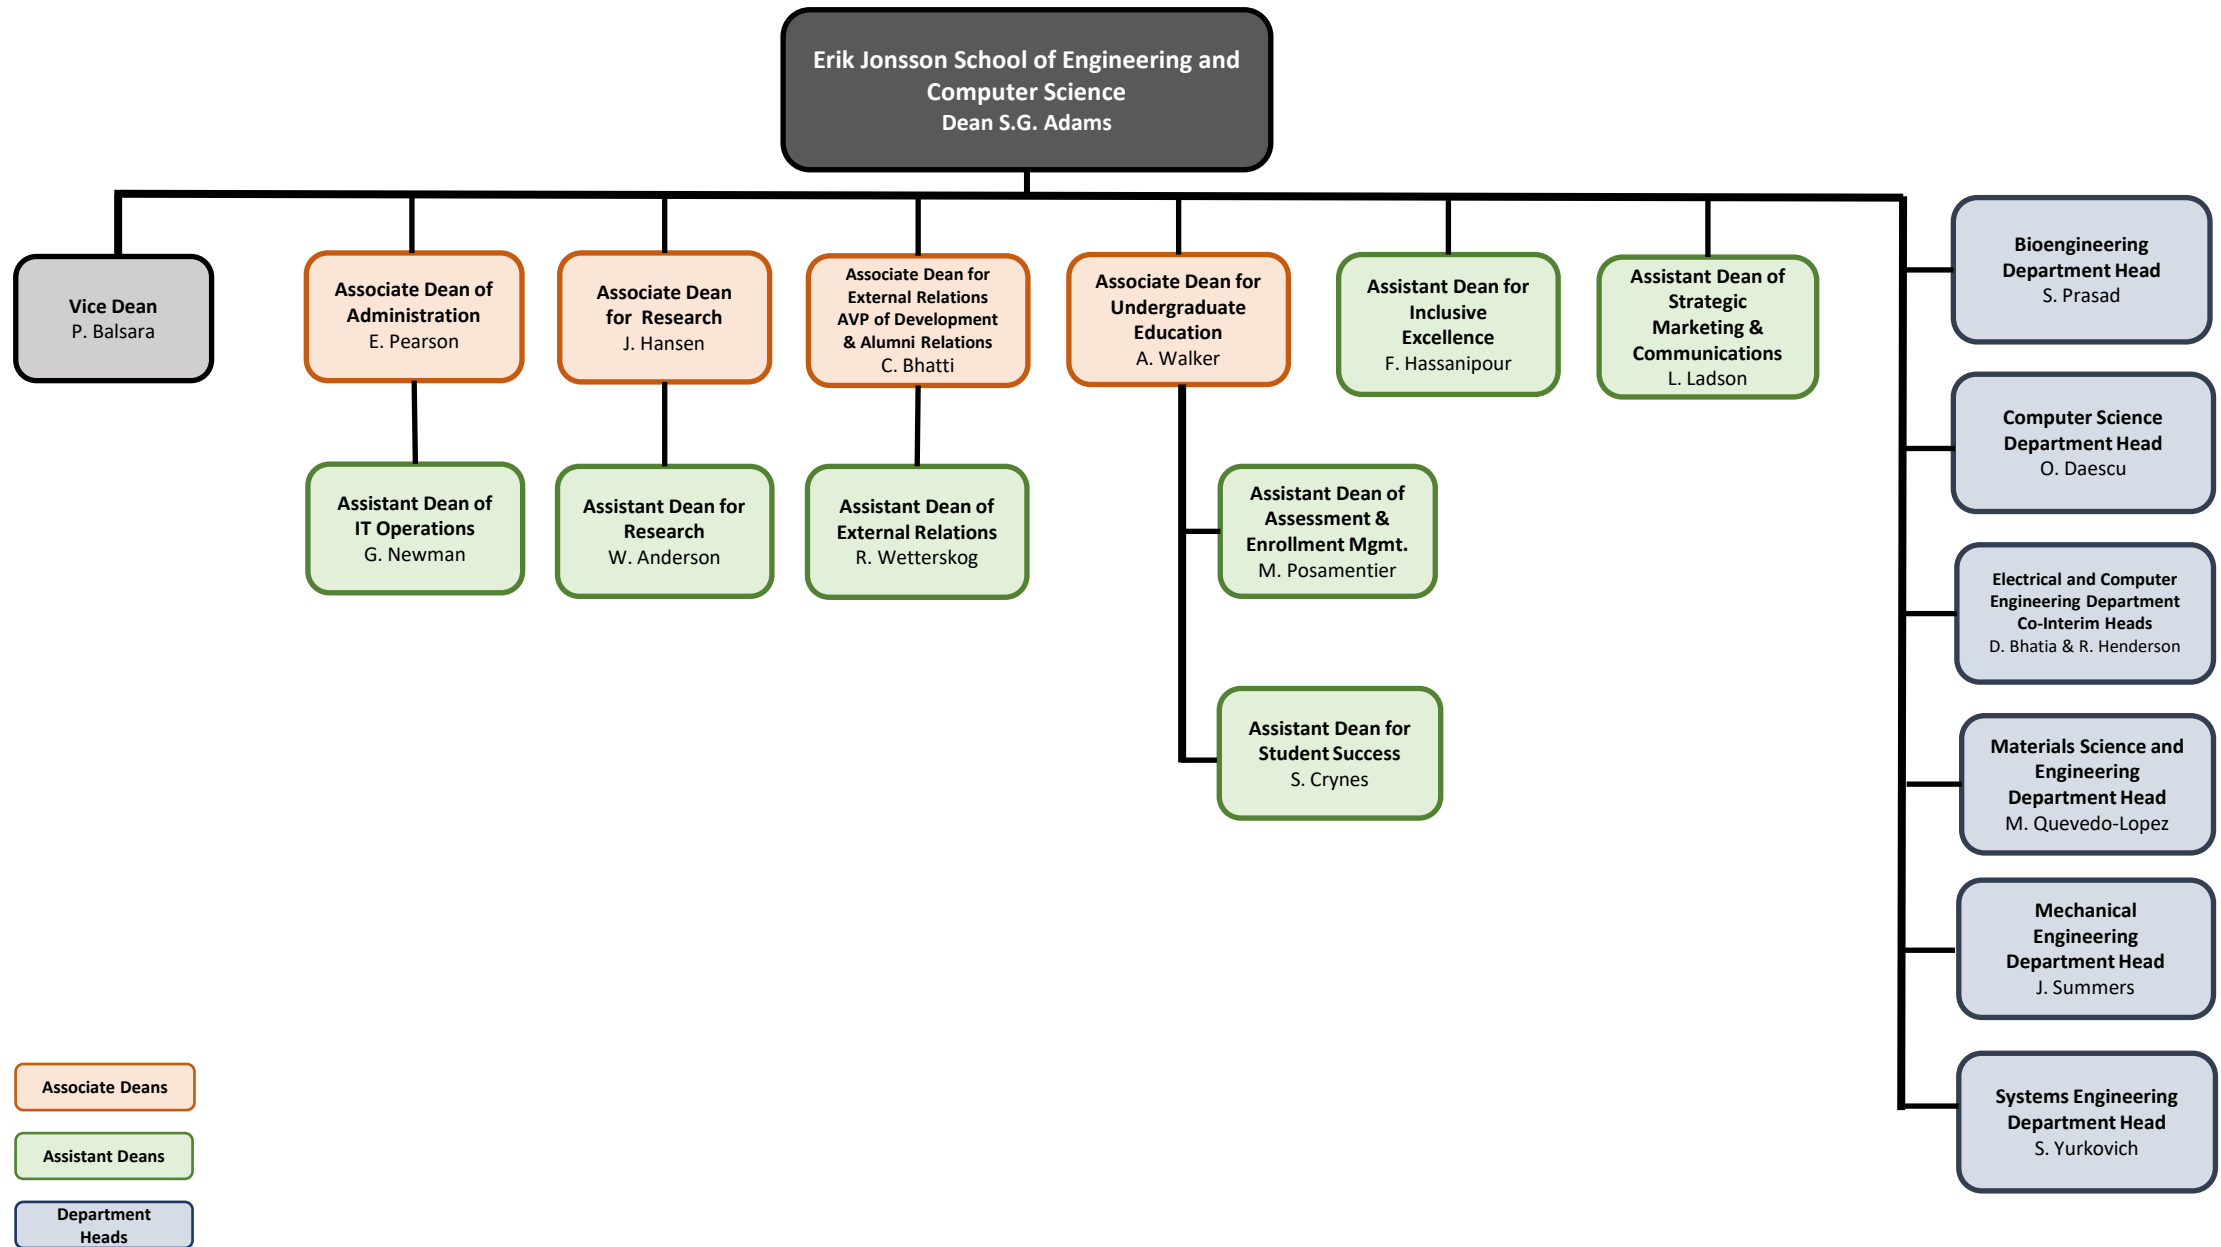 Erik Jonsson School of Engineering and
Computer Science
Dean S.G. Adams
Vice Dean
P. Balsara
Associate Dean of
Administration
E. Pearson
Associate Dean
for Research
J. Hansen
Associate Dean for
External Relations
AVP of Development
& Alumni Relations
C. Bhatti
Associate Dean for
Undergraduate
Education
A. Walker
Assistant Dean for
Inclusive
Excellence
F. Hassanipour
Assistant Dean of
Strategic
Marketing &
Communications
L. Ladson
Assistant Dean of
IT Operations
G. Newman
Assistant Dean for
Research
W. Anderson
Assistant Dean of
External Relations
R. Wetterskog
Assistant Dean of
Assessment &
Enrollment Mgmt.
M. Posamentier
Assistant Dean for
Student Success
S. Crynes
Bioengineering
Department Head
S. Prasad
Computer Science
Department Head
O. Daescu
Electrical and Computer
Engineering Department
Co-Interim Heads
D. Bhatia & R. Henderson
Materials Science and
Engineering
Department Head
M. Quevedo-Lopez
Mechanical
Engineering
Department Head
J. Summers
Systems Engineering
Department Head
S. Yurkovich
Associate Deans
Assistant Deans
Department
Heads